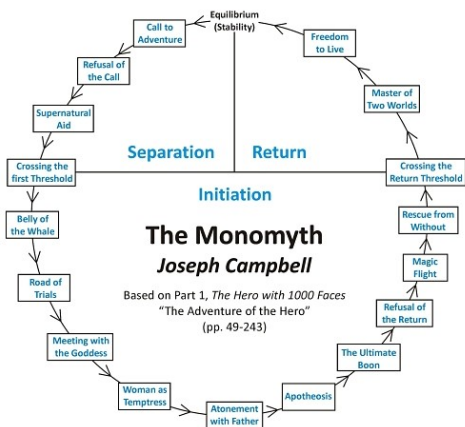 Equilibrium
(Stability)
Call to
Adventure
Refusal of
the Call
Supernatural
Aid
Crossing the
first Threshold
Belly of
the Whale
Road of
Trials
Meeting with
the Goddess
Woman as
Temptress
Atonement
with Father
Apotheosis
The Ultimate
Boon
Refusal of
the Return
Magic
Flight
Rescue from
Without
Crossing the
Return Threshold
Master of
Two Worlds
Freedom
to Live
Separation
Return
Initiation
The Monomyth
Joseph Campbell
Based on Part 1, The Hero with 1000 Faces
“The Adventure of the Hero”
(pp. 49-243)